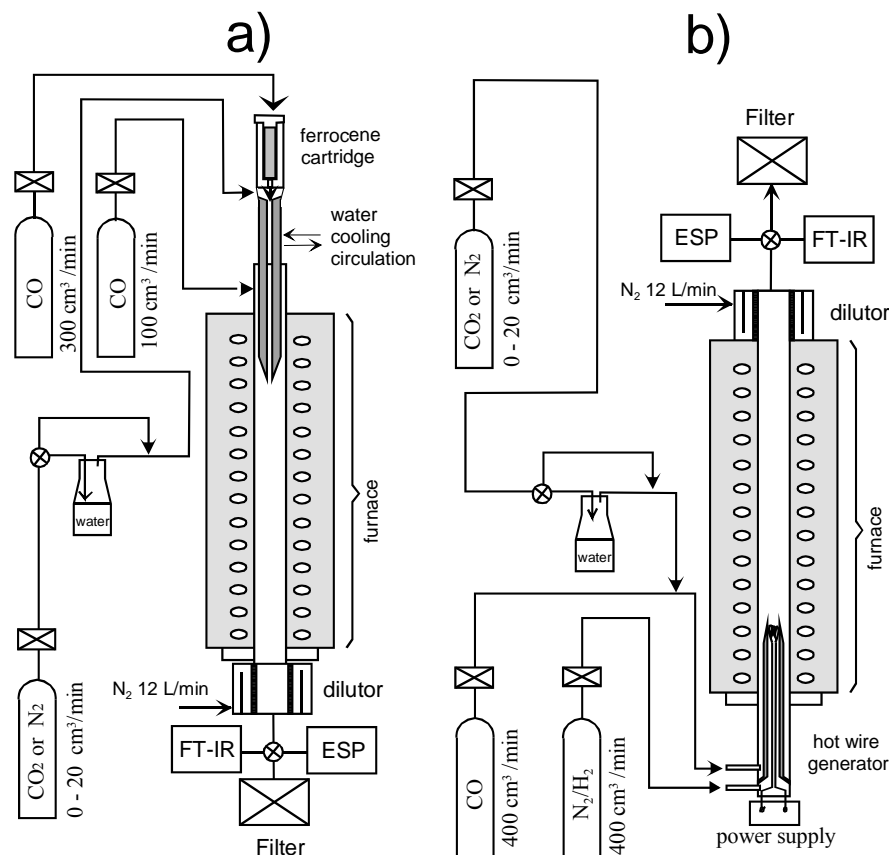 a)
ferrocene
cartridge
water
cooling
circulation
CO
300 cm³/min
CO
100 cm³/min
water
furnace
CO₂ or N₂
0 - 20 cm³/min
N₂ 12 L/min
dilutor
FT-IR
ESP
Filter
b)
Filter
ESP
FT-IR
CO₂ or N₂
0 - 20 cm³/min
N₂ 12 L/min
dilutor
water
furnace
CO
400 cm³/min
N₂/H₂
400 cm³/min
hot wire
generator
power supply